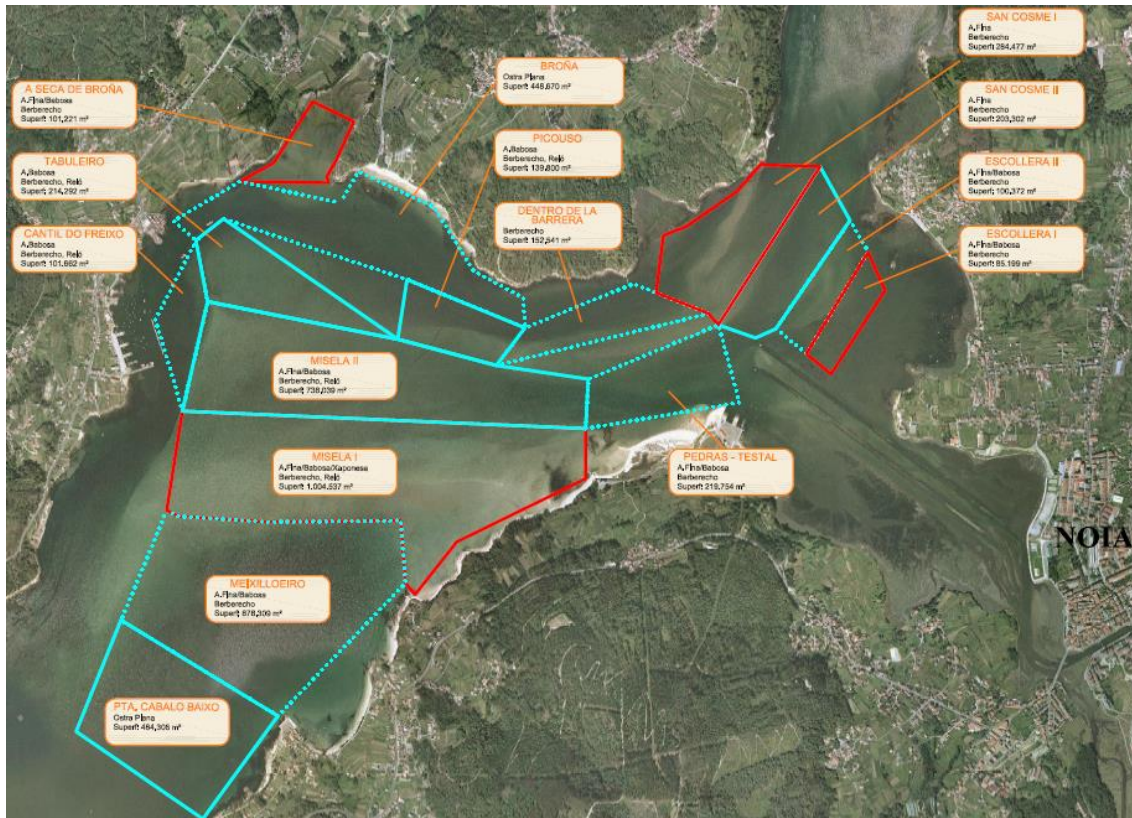 A SECA DE BROÑA
A.Fina/Babosa
Berberecho
Superf: 101,221 m²
TABULEIRO
A.Babosa
Berberecho, Reló
Superf: 214,292 m²
CANTIL DO FREIXO
A.Babosa
Berberecho, Reló
Superf: 101.662 m²
BROÑA
Ostra Plana
Superf: 448,670 m²
PICOUSO
A.Babosa
Berberecho, Reló
Superf: 139,800 m²
DENTRO DE LA
BARRERA
Berberecho
Superf: 152,541 m²
SAN COSME I
A.Fina
Berberecho
Superf: 264,477 m²
SAN COSME II
A.Fina
Berberecho
Superf: 203,302 m²
ESCOLLERA II
A.Fina/Babosa
Berberecho
Superf: 100,372 m²
ESCOLLERA I
A.Fina/Babosa
Berberecho
Superf: 85.199 m²
MISELA II
A.Fina/Babosa
Berberecho, Reló
Superf: 738,039 m²
MISELA I
A.Fina/Babosa/Xaponesa
Berberecho, Reló
Superf: 1.004.537 m²
PEDRAS - TESTAL
A.Fina/Babosa
Berberecho
Superf: 219,754 m²
NOIA
MEIXILLOEIRO
A.Fina/Babosa
Berberecho
Superf: 878,309 m²
PTA. CABALO BAIXO
Ostra Plana
Superf: 464,305 m²